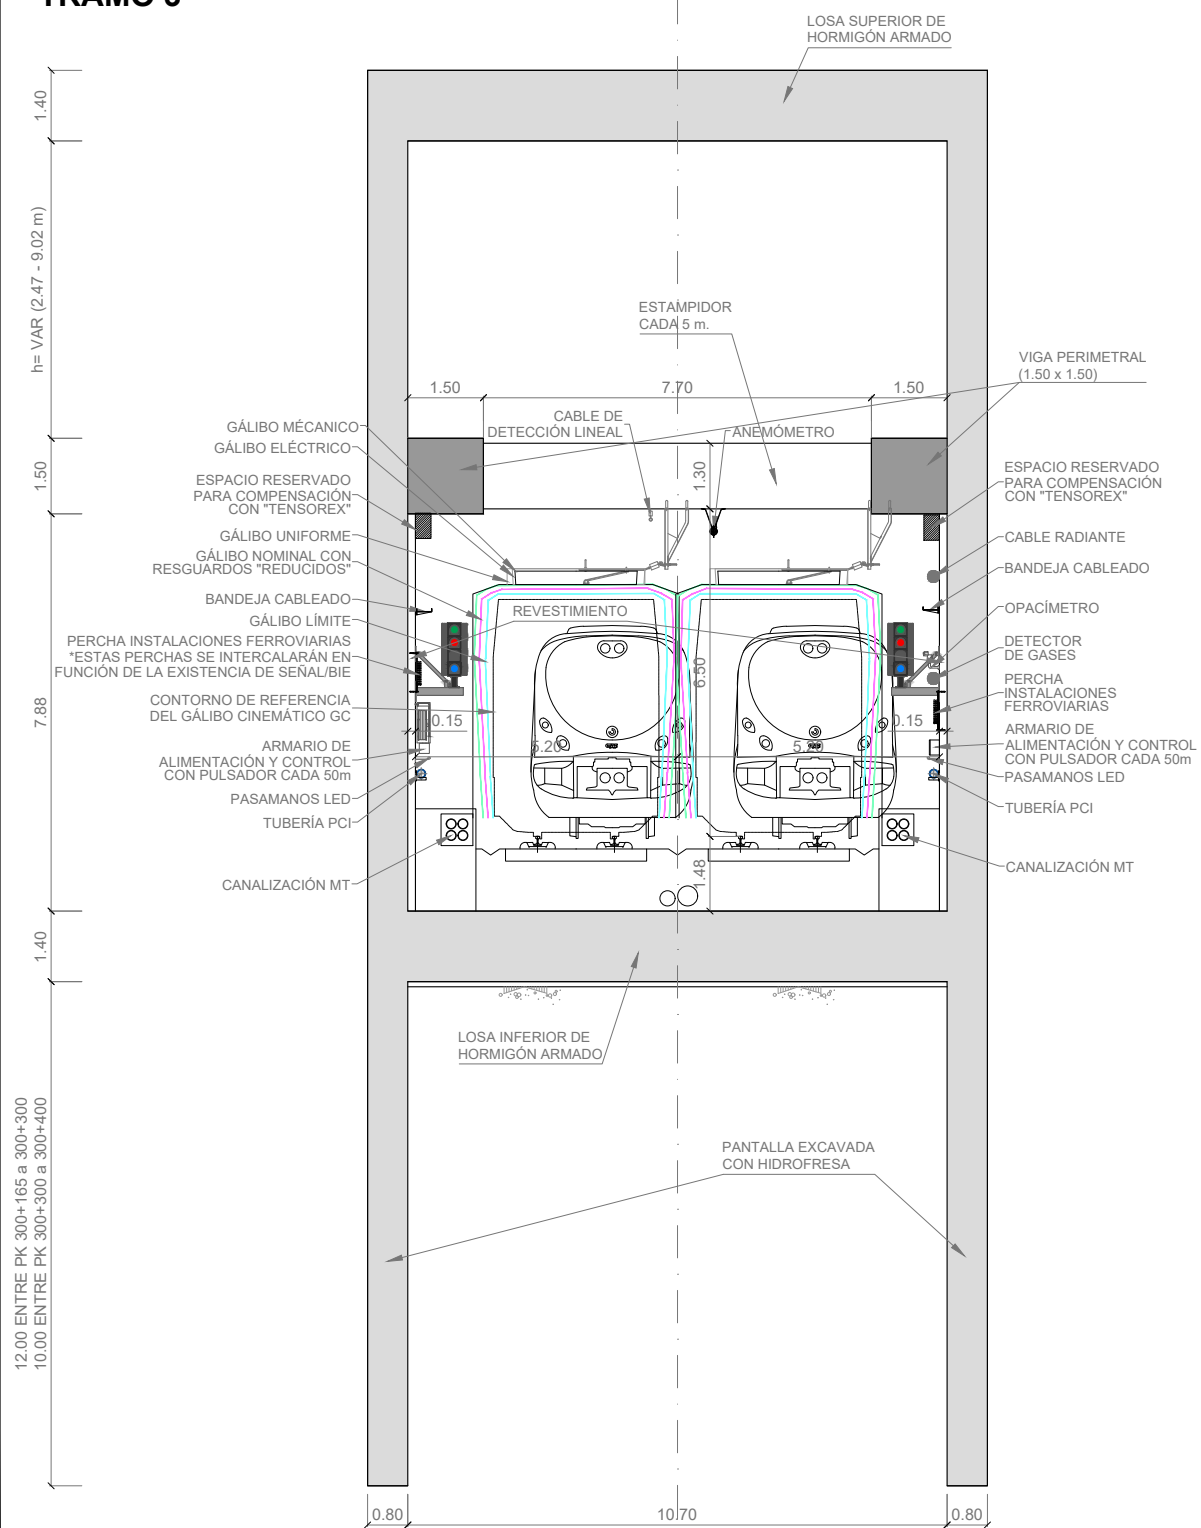 LOSA SUPERIOR DE
HORMIGÓN ARMADO
1.40
h= VAR (2.47 - 9.02 m)
ESTAMPIDOR
CADA 5 m.
VIGA PERIMETRAL
(1.50 x 1.50)
1.50
7.70
1.50
CABLE DE
DETECCIÓN LINEAL
ANEMÓMETRO
1.50
1.30
GÁLIBO MÉCANICO
GÁLIBO ELÉCTRICO
ESPACIO RESERVADO
PARA COMPENSACIÓN
CON "TENSOREX"
GÁLIBO UNIFORME
GÁLIBO NOMINAL CON
RESGUARDOS "REDUCIDOS"
BANDEJA CABLEADO
GÁLIBO LÍMITE
PERCHA INSTALACIONES FERROVIARIAS
*ESTAS PERCHAS SE INTERCALARÁN EN
FUNCIÓN DE LA EXISTENCIA DE SEÑAL/BIE
CONTORNO DE REFERENCIA
DEL GÁLIBO CINEMÁTICO GC
ARMARIO DE
ALIMENTACIÓN Y CONTROL
CON PULSADOR CADA 50m
PASAMANOS LED
TUBERÍA PCI
CANALIZACIÓN MT
REVESTIMIENTO
6.50
0.15
0.15
5.20
5.20
1.48
ESPACIO RESERVADO
PARA COMPENSACIÓN
CON "TENSOREX"
CABLE RADIANTE
BANDEJA CABLEADO
OPACÍMETRO
DETECTOR
DE GASES
PERCHA
INSTALACIONES
FERROVIARIAS
ARMARIO DE
ALIMENTACIÓN Y CONTROL
CON PULSADOR CADA 50m
PASAMANOS LED
TUBERÍA PCI
CANALIZACIÓN MT
7.88
1.40
LOSA INFERIOR DE
HORMIGÓN ARMADO
12.00 ENTRE PK 300+165 a 300+300
10.00 ENTRE PK 300+300 a 300+400
PANTALLA EXCAVADA
CON HIDROFRESA
0.80
10.70
0.80